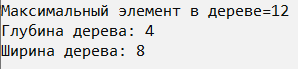 Максимальный элемент в дереве=12
Глубина дерева: 4
Ширина дерева: 8